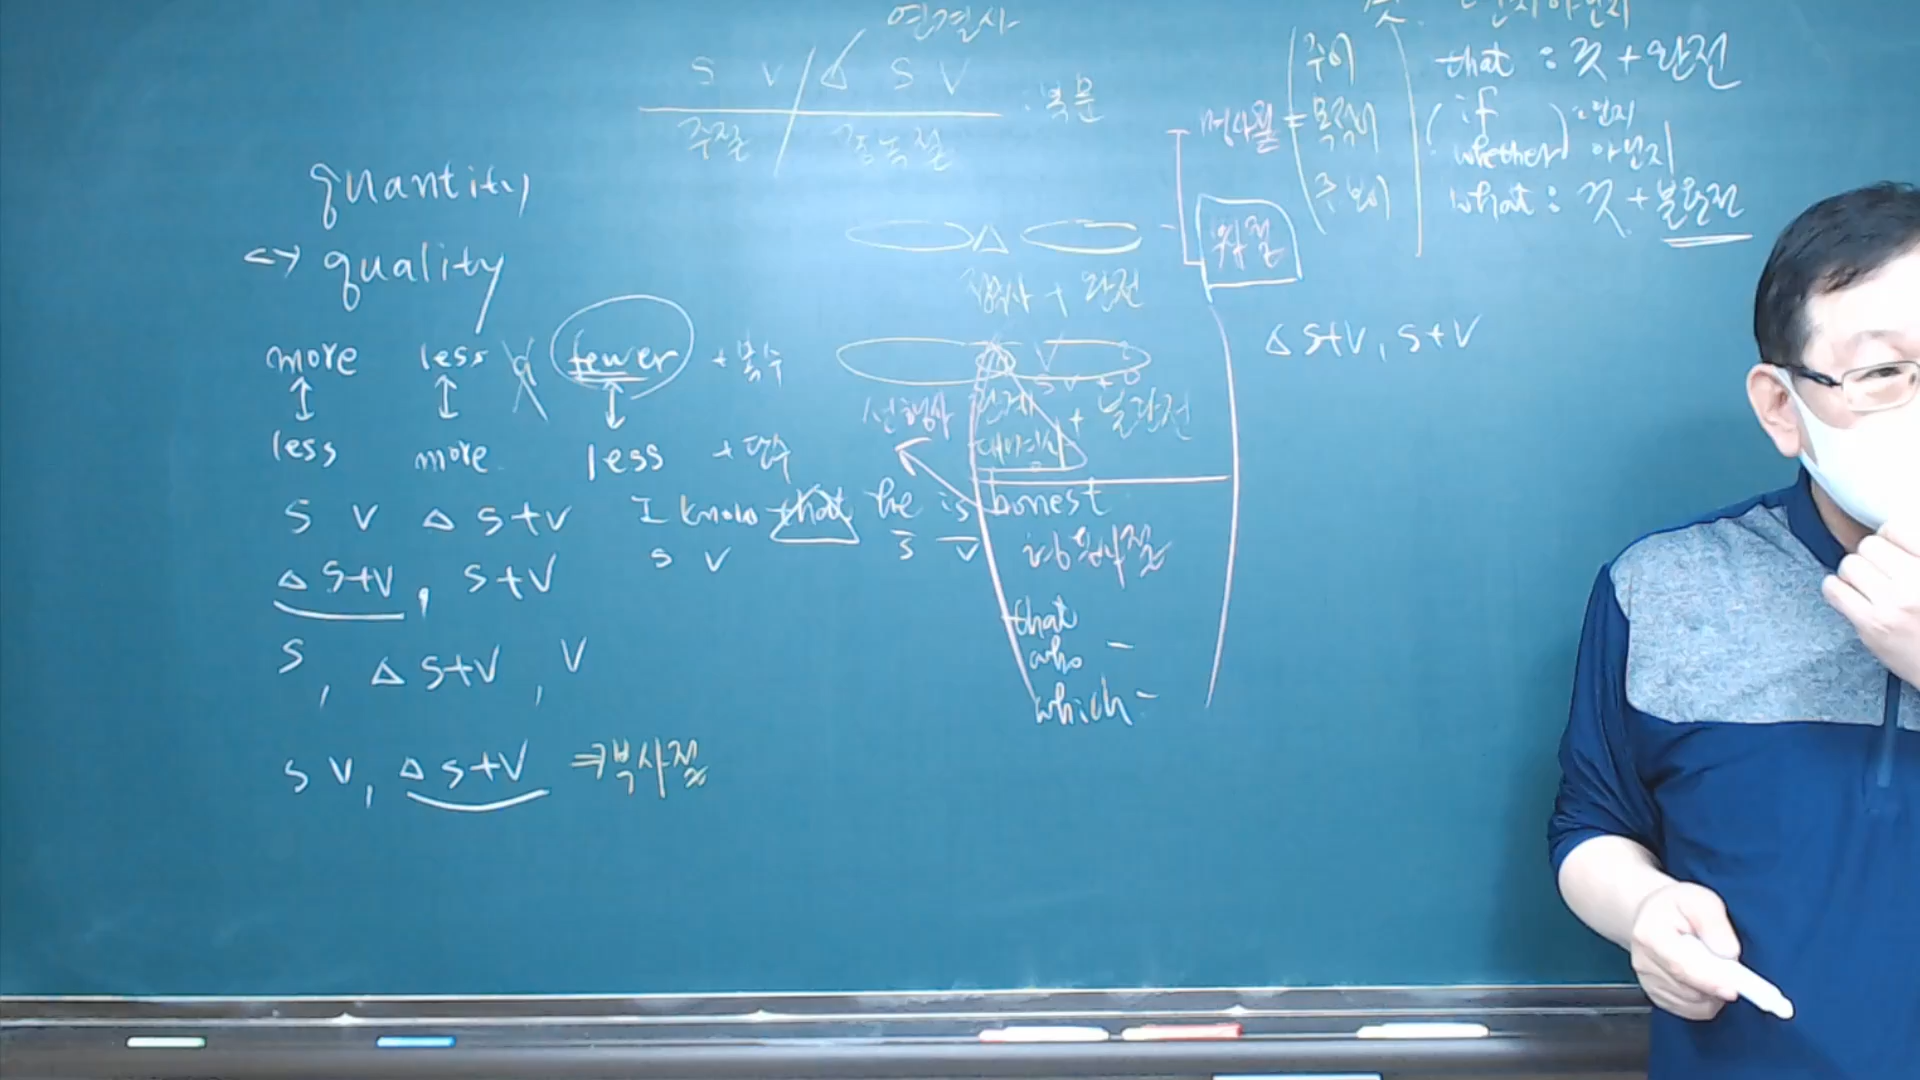 연결사
S V / △ S V
주절 종속절 : 복문
명사절 = 주어 목적어 주보어
that : 것 + 완전
if whether : 인지 아닌지
what : 것 + 불완전
quantity
<-> quality
△
접속사 + 완전
more less fewer + 복수
↕ ↕ ↕
less more less + 단수
V
S V + O
선행사 관계 대명사 + 불완전
△ S+V, S+V
S V △ S+V
I know that he is honest
S V S V
△ S+V, S+V
형용사절
that
who -
which -
S, △ S+V, V
S V, △ S+V ⇒ 부사절